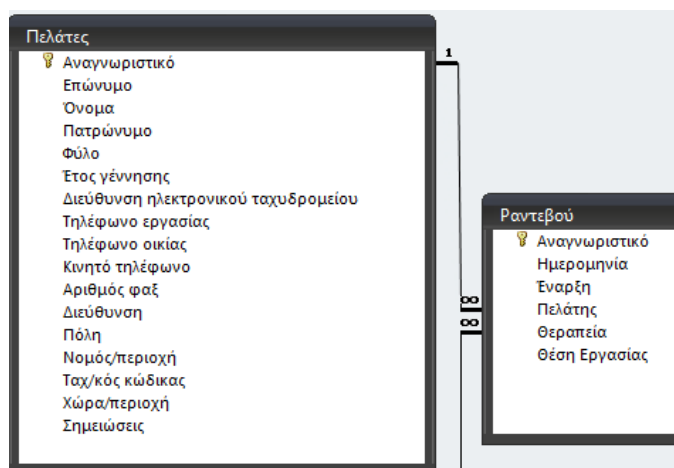 Πελάτες
Αναγνωριστικό
Επώνυμο
Όνομα
Πατρώνυμο
Φύλο
Έτος γέννησης
Διεύθυνση ηλεκτρονικού ταχυδρομείου
Τηλέφωνο εργασίας
Τηλέφωνο οικίας
Κινητό τηλέφωνο
Αριθμός φαξ
Διεύθυνση
Πόλη
Νομός/περιοχή
Ταχ/κός κώδικας
Χώρα/περιοχή
Σημειώσεις
1
∞
∞
Ραντεβού
Αναγνωριστικό
Ημερομηνία
Έναρξη
Πελάτης
Θεραπεία
Θέση Εργασίας